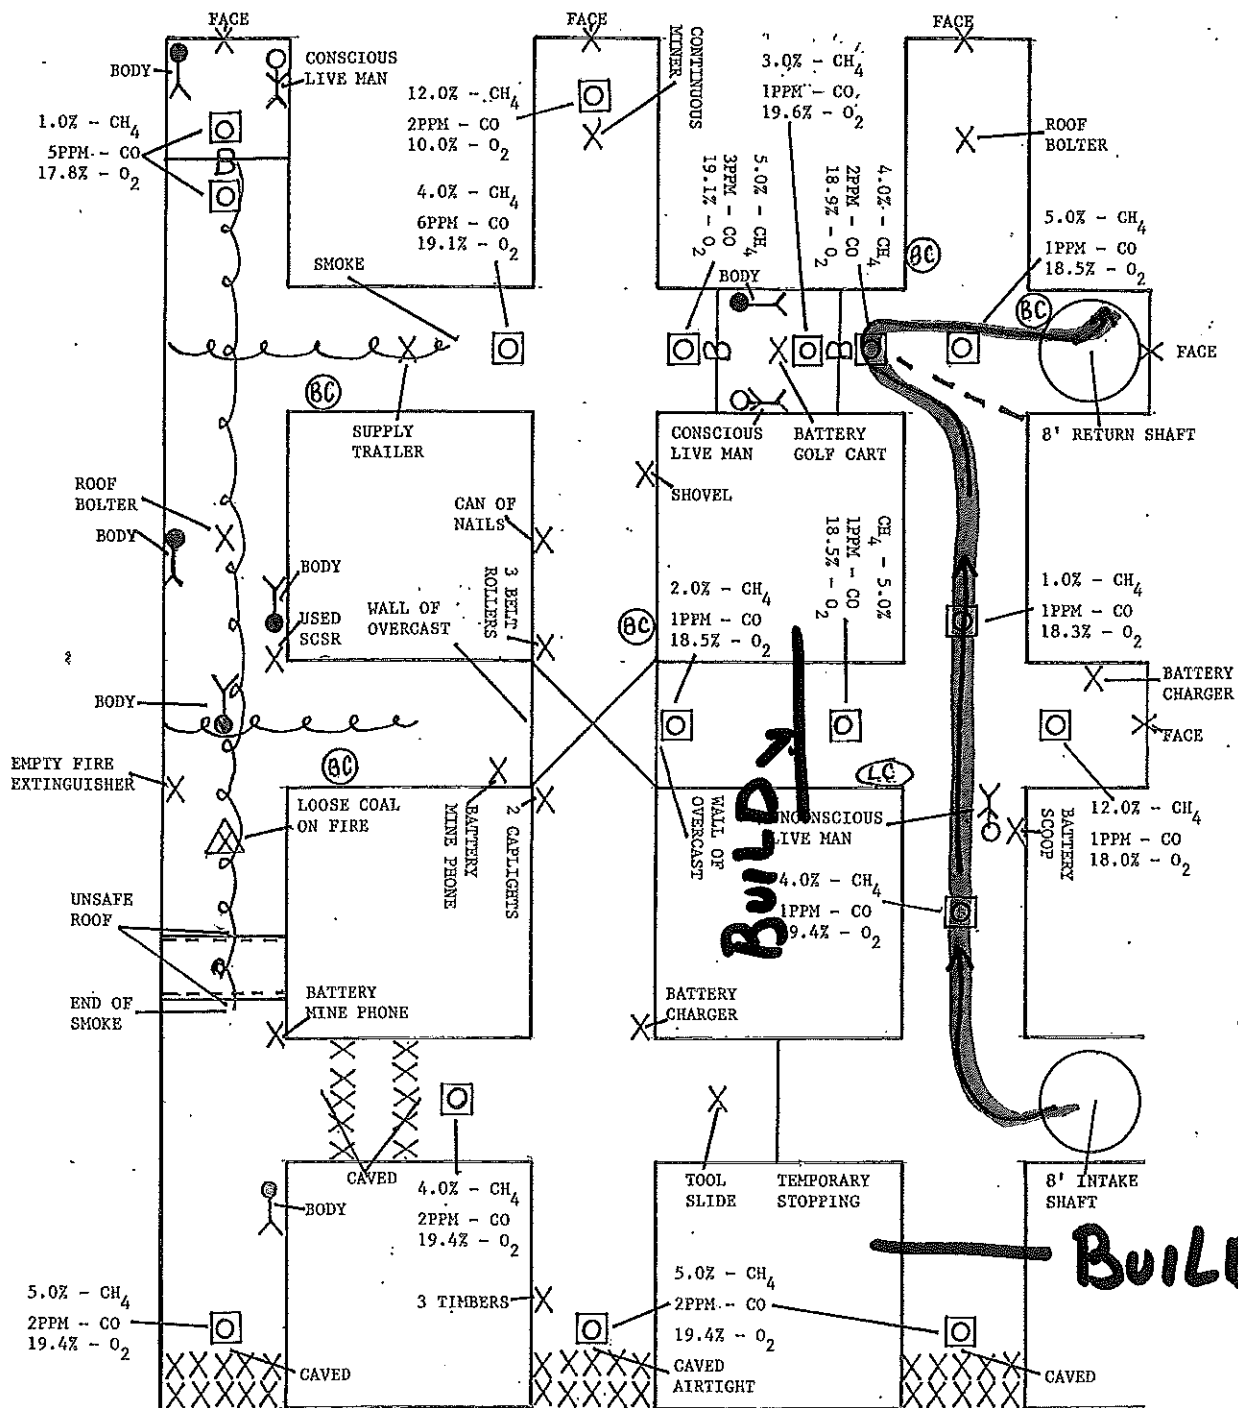 FACE
FACE
FACE
BODY
CONSCIOUS
LIVE MAN
CONTINUOUS
MINER
12.0% - CH4
2PPM - CO
10.0% - O2
3.0% - CH4
1PPM - CO
19.6% - O2
ROOF
BOLTER
1.0% - CH4
5PPM - CO
17.8% - O2
B
4.0% - CH4
6PPM - CO
19.1% - O2
5.0% - CH4
3PPM - CO
19.1% - O2
4.0% - CH4
2PPM - CO
18.9% - O2
5.0% - CH4
1PPM - CO
18.5% - O2
BC
SMOKE
BODY
BC
B
B
FACE
BC
SUPPLY
TRAILER
CONSCIOUS
LIVE MAN
BATTERY
GOLF CART
8' RETURN SHAFT
SHOVEL
ROOF
BOLTER
BODY
CAN OF
NAILS
BODY
3 BELT
ROLLERS
CH4 - 5.0%
1PPM - CO
18.5% - O2
2.0% - CH4
1PPM - CO
18.5% - O2
1.0% - CH4
1PPM - CO
18.3% - O2
USED
SCSR
WALL OF
OVERCAST
BC
BATTERY
CHARGER
BODY
FACE
EMPTY FIRE
EXTINGUISHER
BC
LC
LOOSE COAL
ON FIRE
BATTERY
MINE PHONE
2 CAPLIGHTS
WALL OF
OVERCAST
BUILD
UNCONSCIOUS
LIVE MAN
BATTERY
SCOOP
12.0% - CH4
1PPM - CO
18.0% - O2
4.0% - CH4
1PPM - CO
19.4% - O2
UNSAFE
ROOF
END OF
SMOKE
BATTERY
MINE PHONE
BATTERY
CHARGER
CAVED
BODY
4.0% - CH4
2PPM - CO
19.4% - O2
TOOL
SLIDE
TEMPORARY
STOPPING
8' INTAKE
SHAFT
BUILD
5.0% - CH4
2PPM - CO
19.4% - O2
3 TIMBERS
5.0% - CH4
2PPM - CO
19.4% - O2
CAVED
CAVED
AIRTIGHT
CAVED